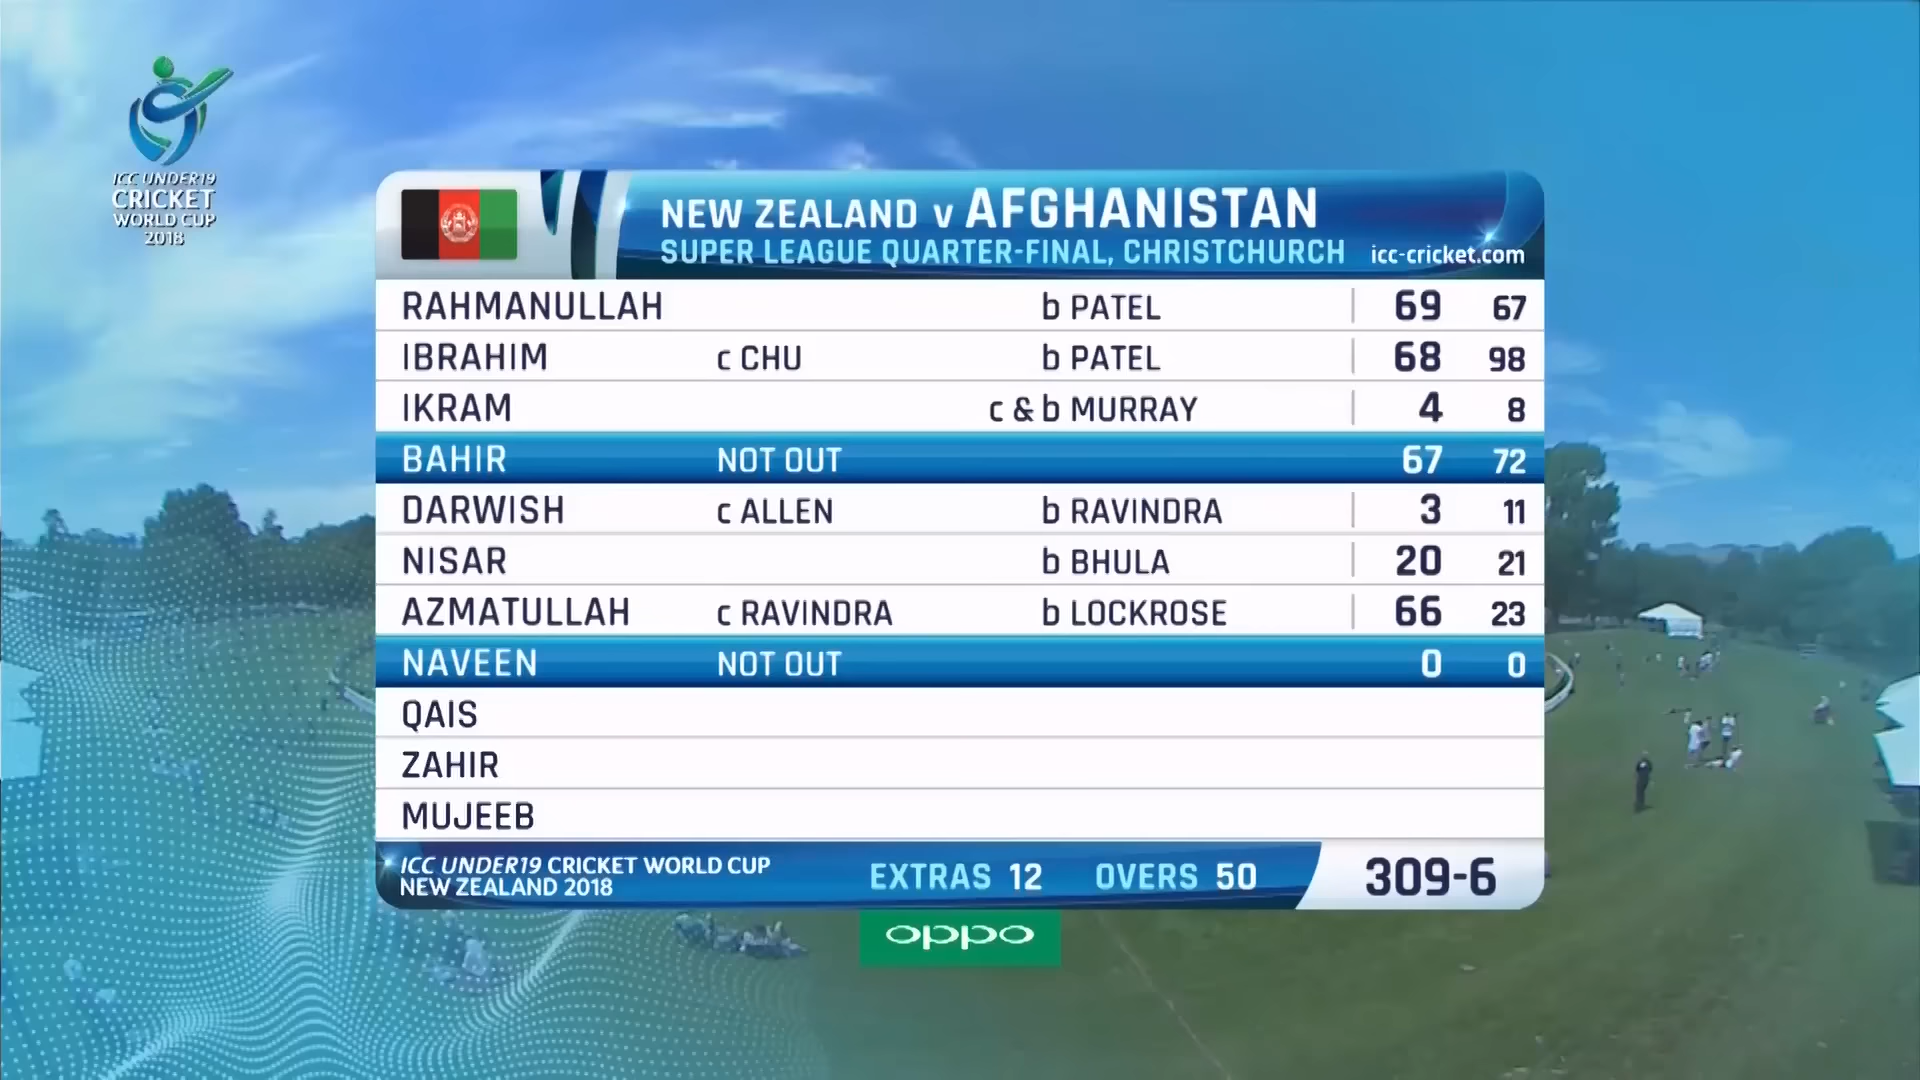 ICC UNDER19
CRICKET
WORLD CUP
2018
NEW ZEALAND v AFGHANISTAN
SUPER LEAGUE QUARTER-FINAL, CHRISTCHURCH icc-cricket.com
RAHMANULLAH b PATEL 69 67
IBRAHIM c CHU b PATEL 68 98
IKRAM c & b MURRAY 4 8
BAHIR NOT OUT 67 72
DARWISH c ALLEN b RAVINDRA 3 11
NISAR b BHULA 20 21
AZMATULLAH c RAVINDRA b LOCKROSE 66 23
NAVEEN NOT OUT 0 0
QAIS
ZAHIR
MUJEEB
ICC UNDER19 CRICKET WORLD CUP
NEW ZEALAND 2018
EXTRAS 12 OVERS 50 309-6
oppo